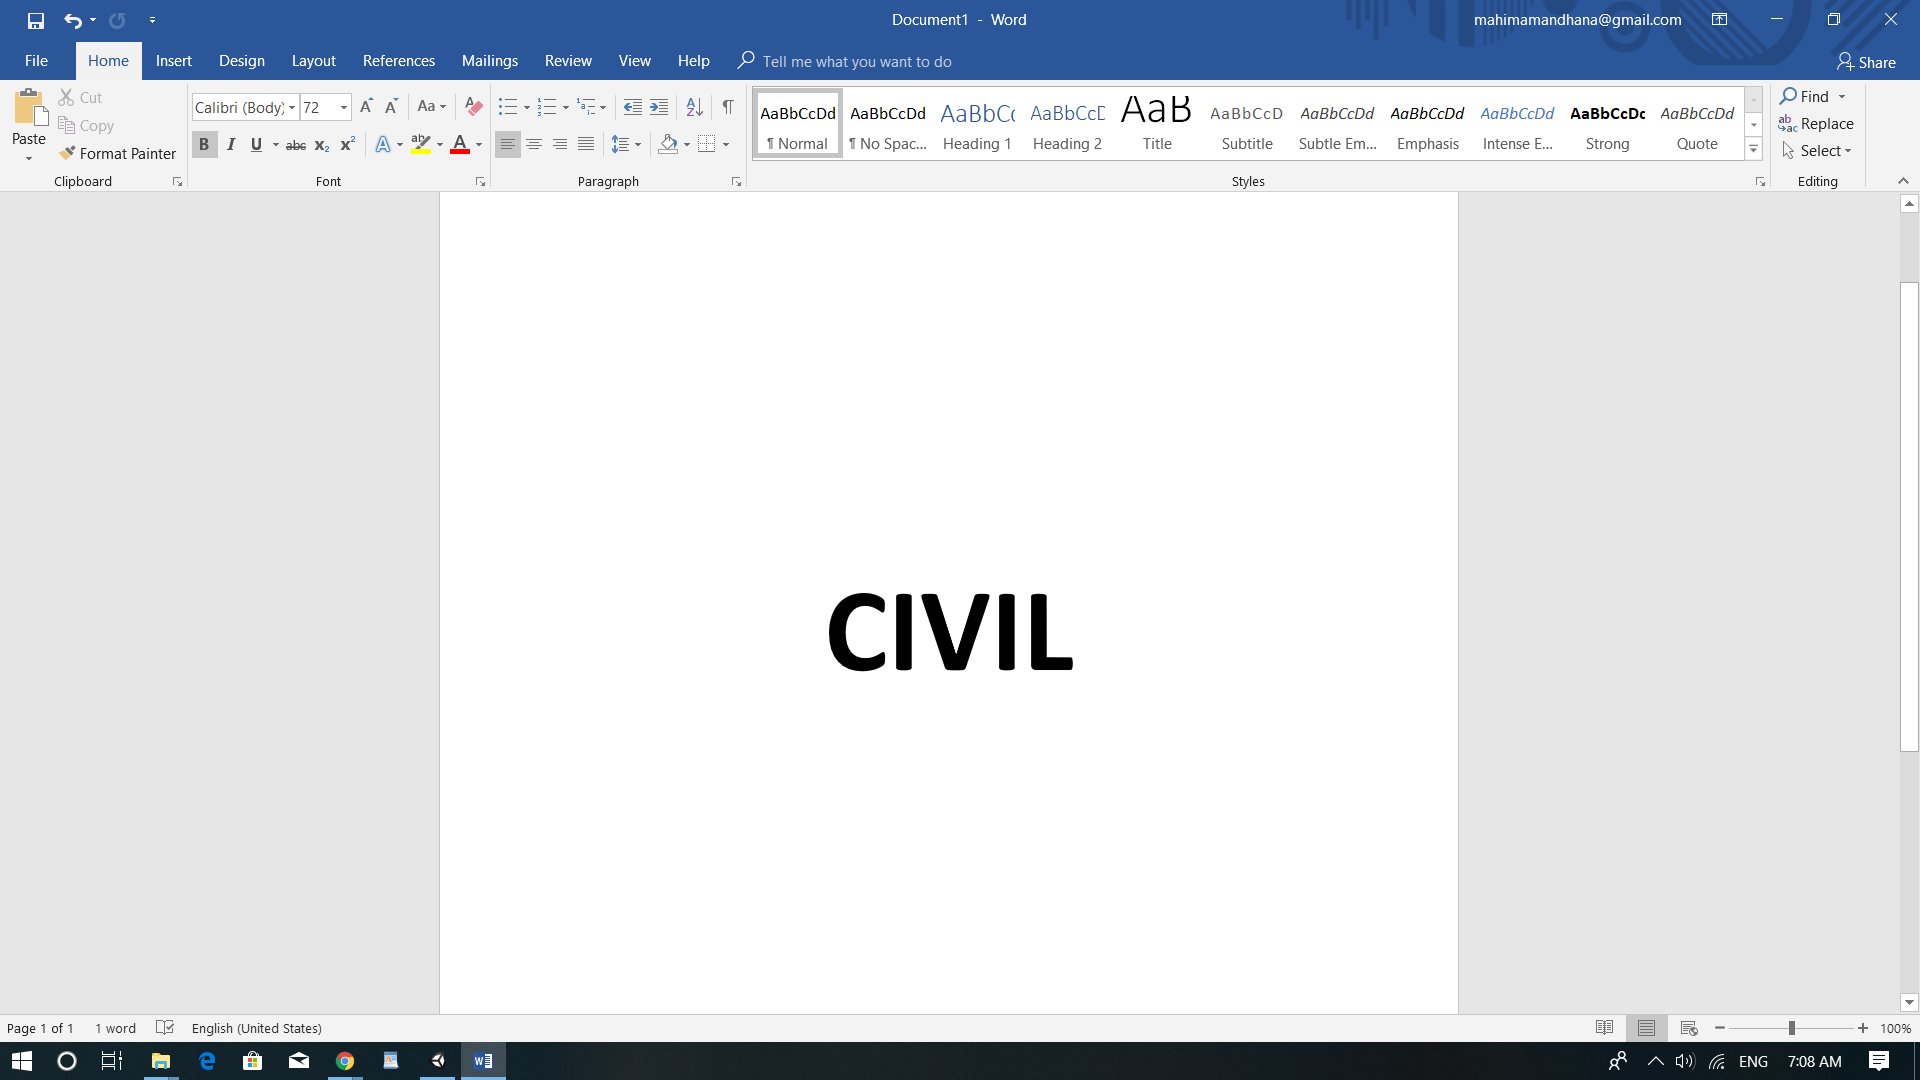 Document1 - Word
mahimamandhana@gmail.com
File Home Insert Design Layout References Mailings Review View Help Tell me what you want to do Share
Paste
Cut
Copy
Format Painter
Clipboard
Calibri (Body) 72
Font
Paragraph
AaBbCcDd AaBbCcDd AaBbCc AaBbCcD AaB AaBbCcD AaBbCcDd AaBbCcDd AaBbCcDd AaBbCcDc AaBbCcDd
¶ Normal ¶ No Spac... Heading 1 Heading 2 Title Subtitle Subtle Em... Emphasis Intense E... Strong Quote
Styles
Find
Replace
Select
Editing
CIVIL
Page 1 of 1 1 word English (United States) 100%
ENG 7:08 AM